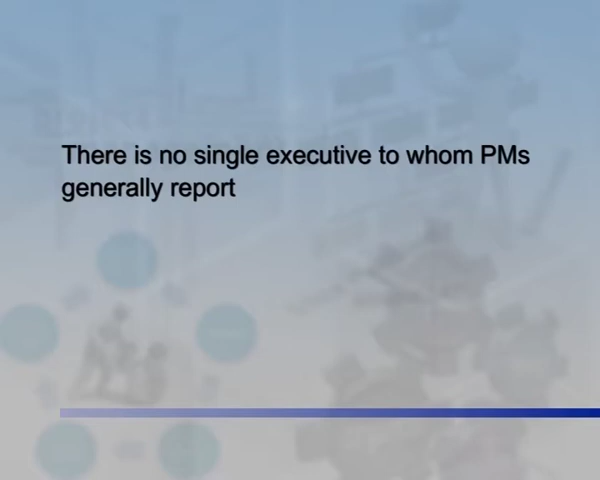 There is no single executive to whom PMs
generally report